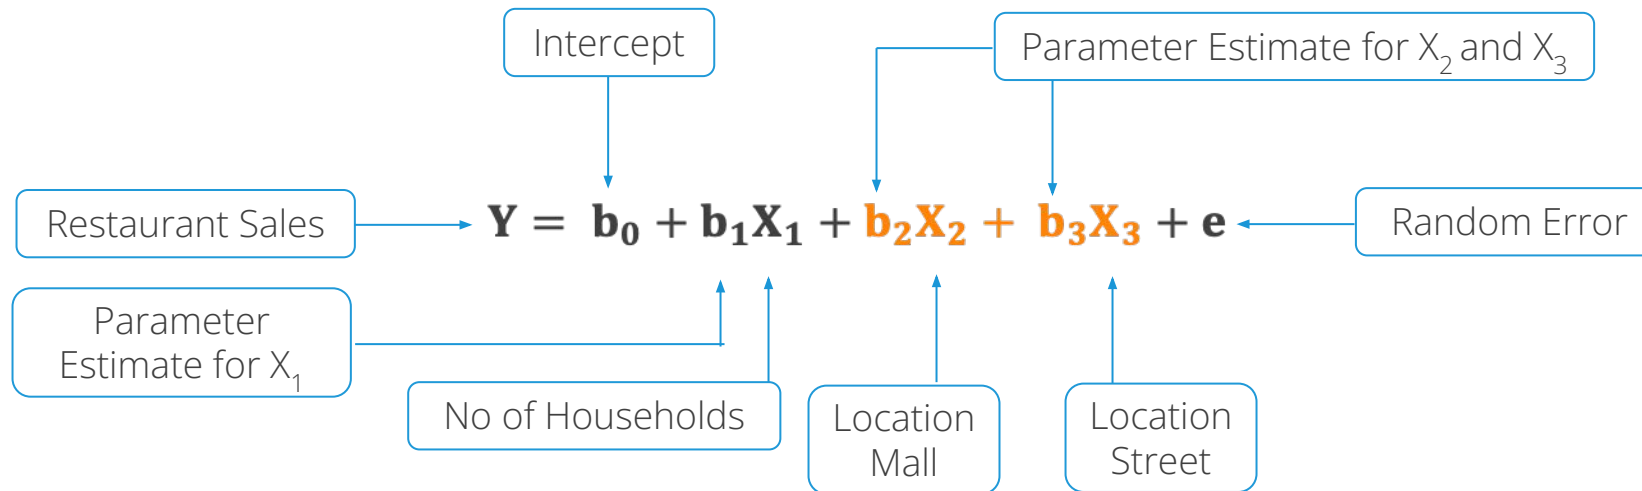 Intercept
Parameter Estimate for X₂ and X₃
Restaurant Sales
Y = b₀ + b₁X₁ + b₂X₂ + b₃X₃ + e
Random Error
Parameter
Estimate for X₁
No of Households
Location
Mall
Location
Street